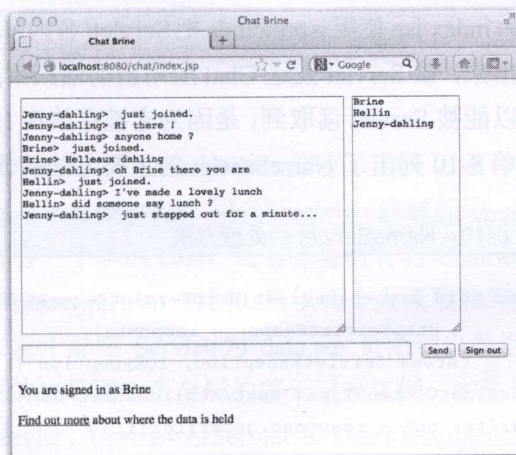 Chat Brine
Chat Brine
+
localhost:8080/chat/Index.jsp
Google
Jenny-dahling>  just joined.
Jenny-dahling> Hi there !
Jenny-dahling> anyone home ?
Brine>  just joined.
Brine> Helleaux dahling
Jenny-dahling> oh Brine there you are
Hellin>  just joined.
Jenny-dahling> I've made a lovely lunch
Hellin> did someone say lunch ?
Jenny-dahling>  just stepped out for a minute...
Brine
Hellin
Jenny-dahling
Send
Sign out
You are signed in as Brine
Find out more about where the data is held